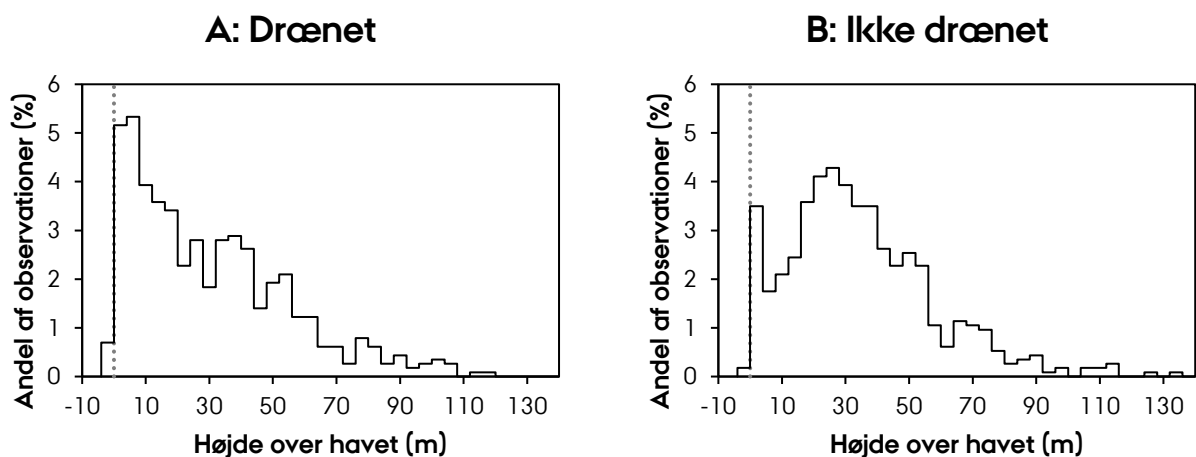 A: Drænet
B: Ikke drænet
Andel af observationer (%)
6
5
4
3
2
1
0
-10 10 30 50 70 90 110 130
Højde over havet (m)
Andel af observationer (%)
6
5
4
3
2
1
0
-10 10 30 50 70 90 110 130
Højde over havet (m)